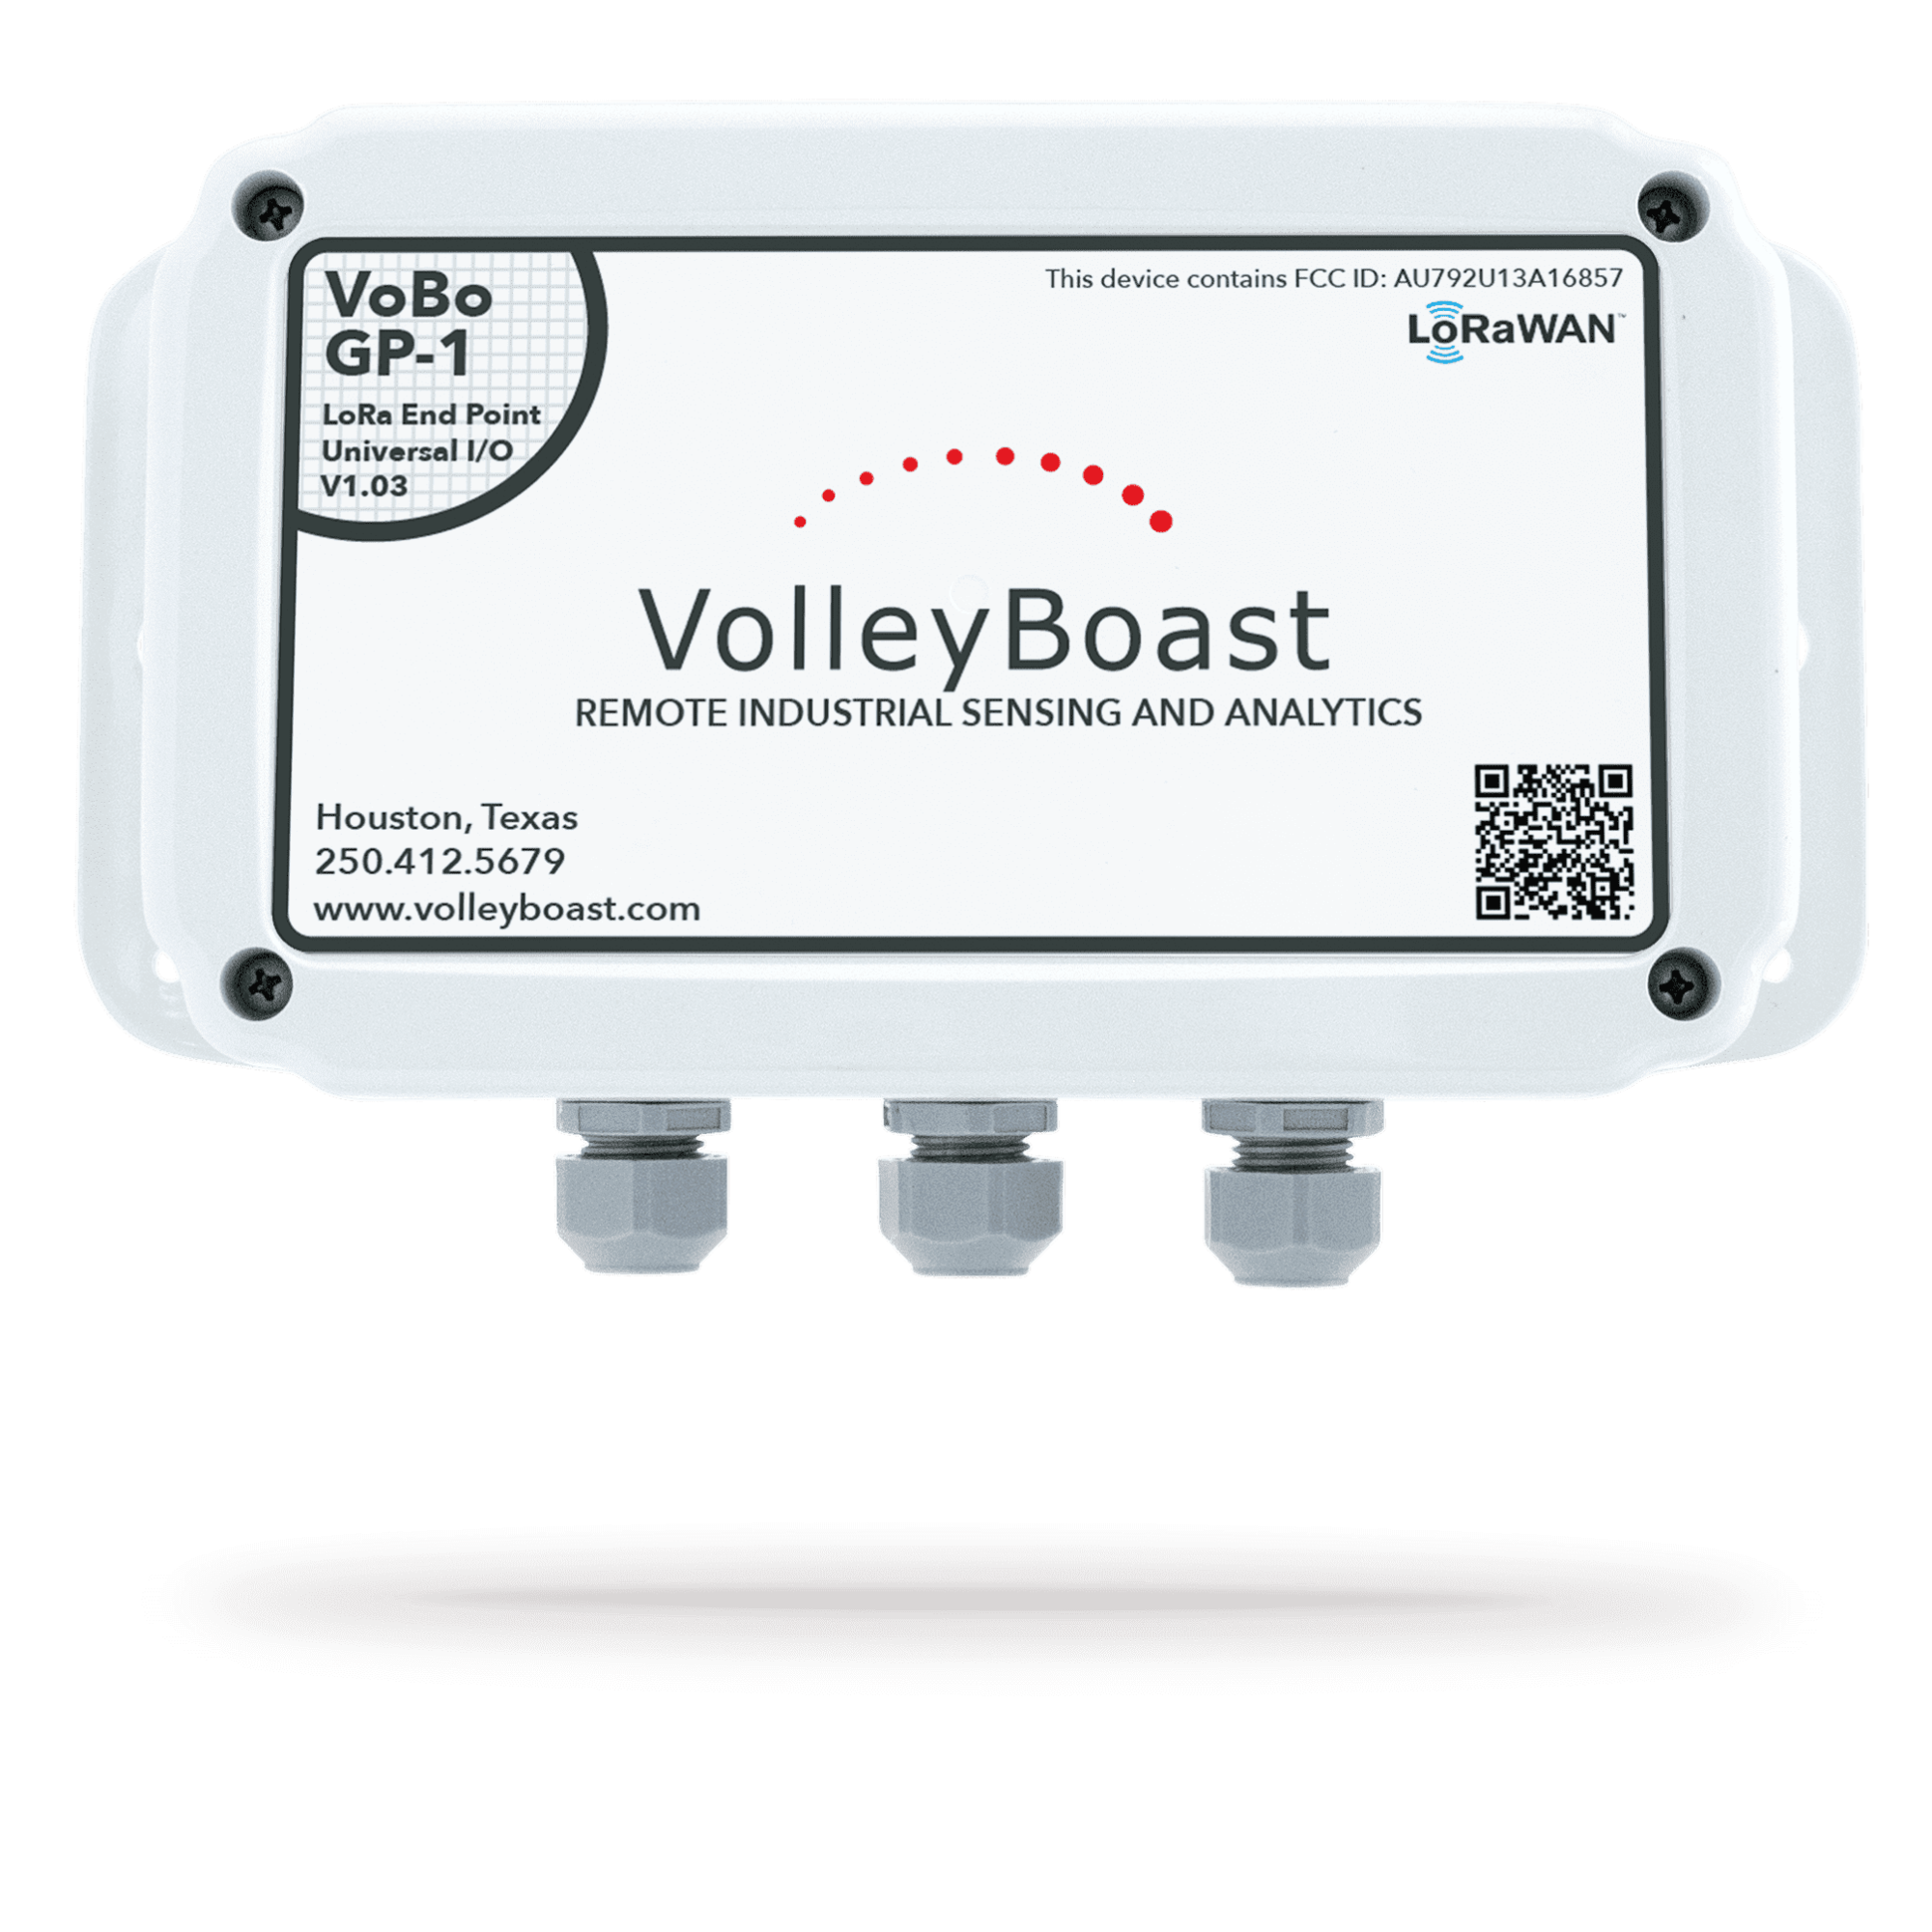 VoBo
GP-1
LoRa End Point
Universal I/O
V1.03
This device contains FCC ID: AU792U13A16857
LoRaWAN™
VolleyBoast
REMOTE INDUSTRIAL SENSING AND ANALYTICS
Houston, Texas
250.412.5679
www.volleyboast.com